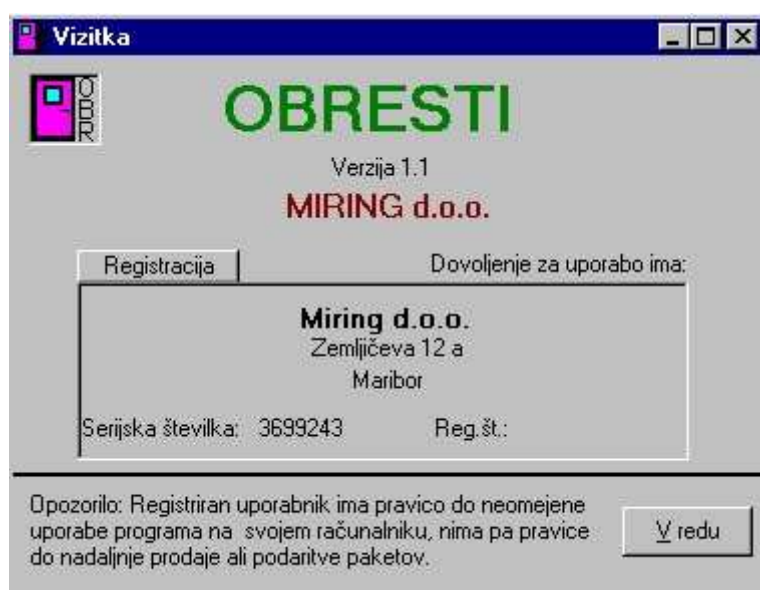 Vizitka
OBR
OBRESTI
Verzija 1.1
MIRING d.o.o.
Registracija
Dovoljenje za uporabo ima:
Miring d.o.o.
Zemljičeva 12 a
Maribor
Serijska številka: 3699243 Reg.št.:
Opozorilo: Registriran uporabnik ima pravico do neomejene
uporabe programa na svojem računalniku, nima pa pravice
do nadaljnje prodaje ali podaritve paketov.
V redu